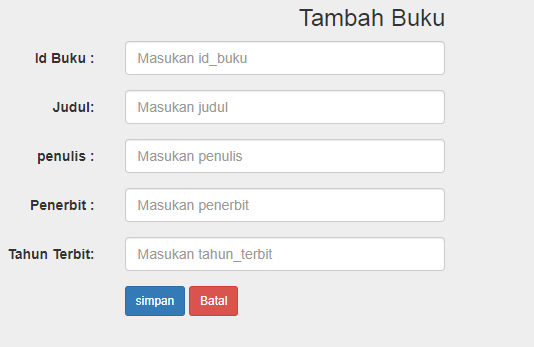 Tambah Buku
Id Buku : Masukan id_buku
Judul: Masukan judul
penulis : Masukan penulis
Penerbit : Masukan penerbit
Tahun Terbit: Masukan tahun_terbit
simpan Batal